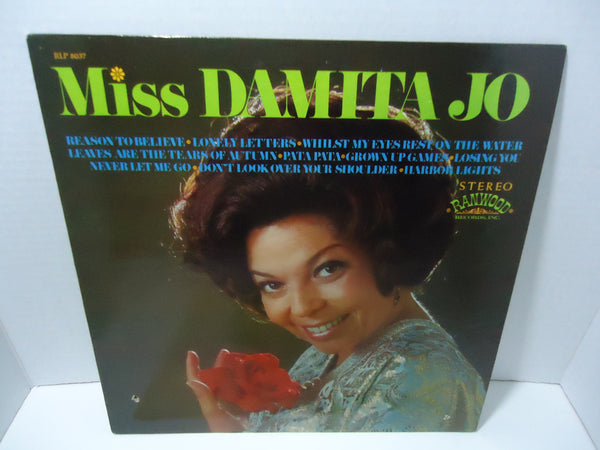 RLP 8037
Miss DAMITA JO
REASON TO BELIEVE • LONELY LETTERS • WHILST MY EYES REST ON THE WATER
LEAVES ARE THE TEARS OF AUTUMN • PATA PATA • GROWN UP GAMES • LOSING YOU
NEVER LET ME GO • DON'T LOOK OVER YOUR SHOULDER • HARBOR LIGHTS
STEREO
RANWOOD
RECORDS, INC.